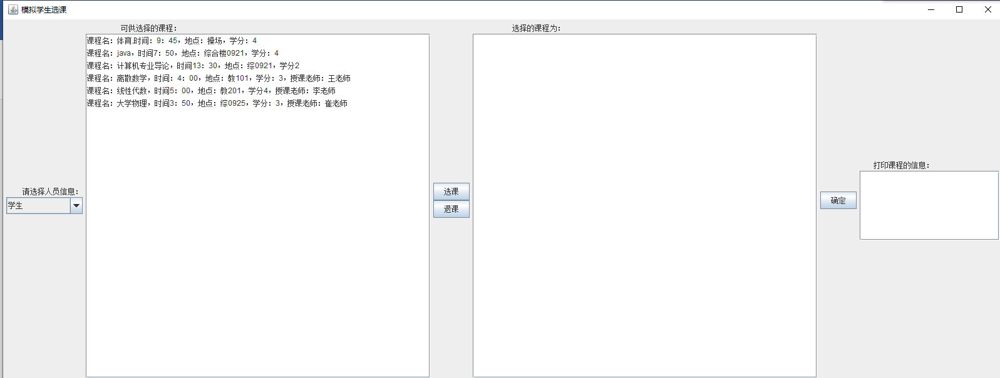 模拟学生选课
请选择人员信息：
学生
可供选择的课程：
课程名：体育,时间：9：45，地点：操场，学分：4
课程名：java，时间7：50，地点：综合楼0921，学分：4
课程名：计算机专业导论，时间13：30，地点：综0921，学分2
课程名：离散数学，时间：4：00，地点：教101，学分：3，授课老师：王老师
课程名：线性代数，时间5：00，地点：教201，学分4，授课老师：李老师
课程名：大学物理，时间3：50，地点：综0925，学分：3，授课老师：崔老师
选课
退课
选择的课程为：
确定
打印课程的信息：